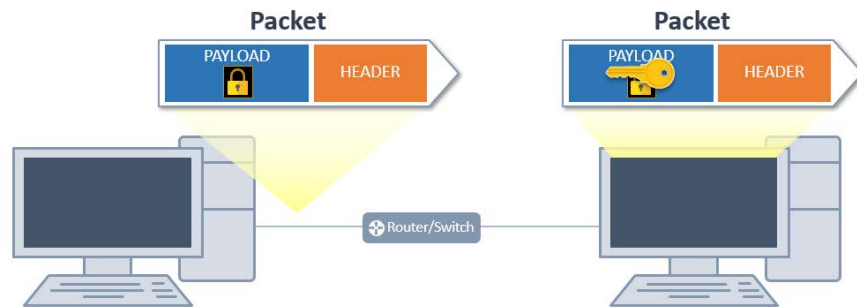 Packet
PAYLOAD
HEADER
Packet
PAYLOAD
HEADER
Router/Switch